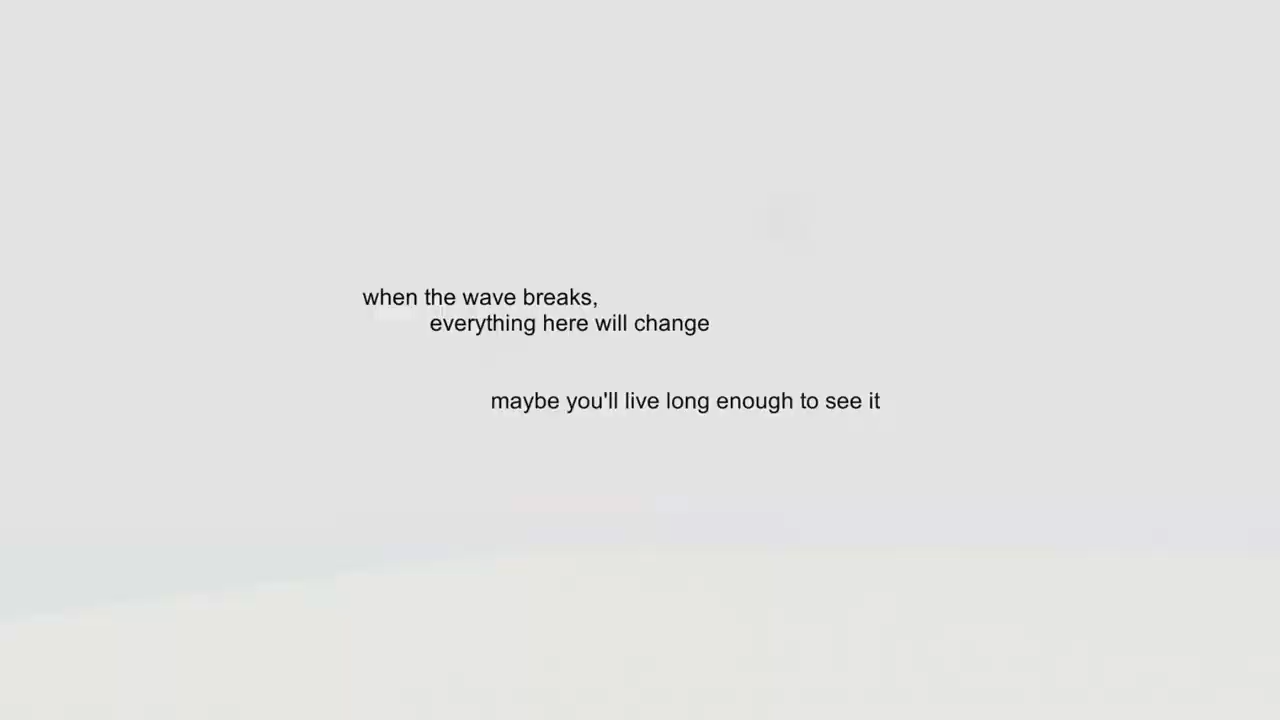 when the wave breaks,
everything here will change
maybe you'll live long enough to see it